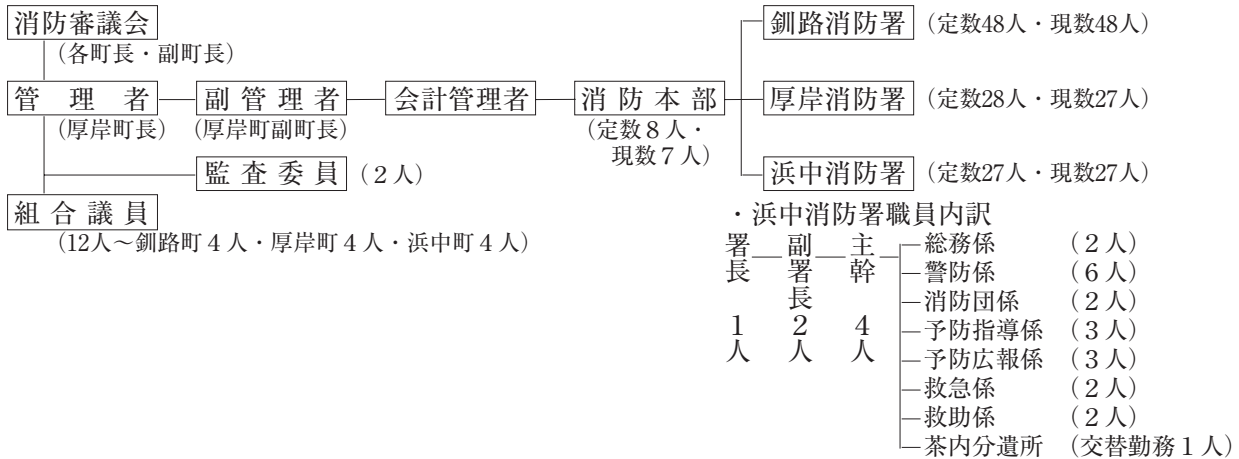 消防審議会
(各町長・副町長)
管理者
(厚岸町長)
副管理者
(厚岸町副町長)
会計管理者
消防本部
(定数8人・
現数7人)
監査委員 (2人)
組合議員
(12人～釧路町4人・厚岸町4人・浜中町4人)
釧路消防署 (定数48人・現数48人)
厚岸消防署 (定数28人・現数27人)
浜中消防署 (定数27人・現数27人)
・浜中消防署職員内訳
署長 1人
副署長 2人
主幹 4人
総務係 (2人)
警防係 (6人)
消防団係 (2人)
予防指導係 (3人)
予防広報係 (3人)
救急係 (2人)
救助係 (2人)
茶内分遣所 (交替勤務1人)